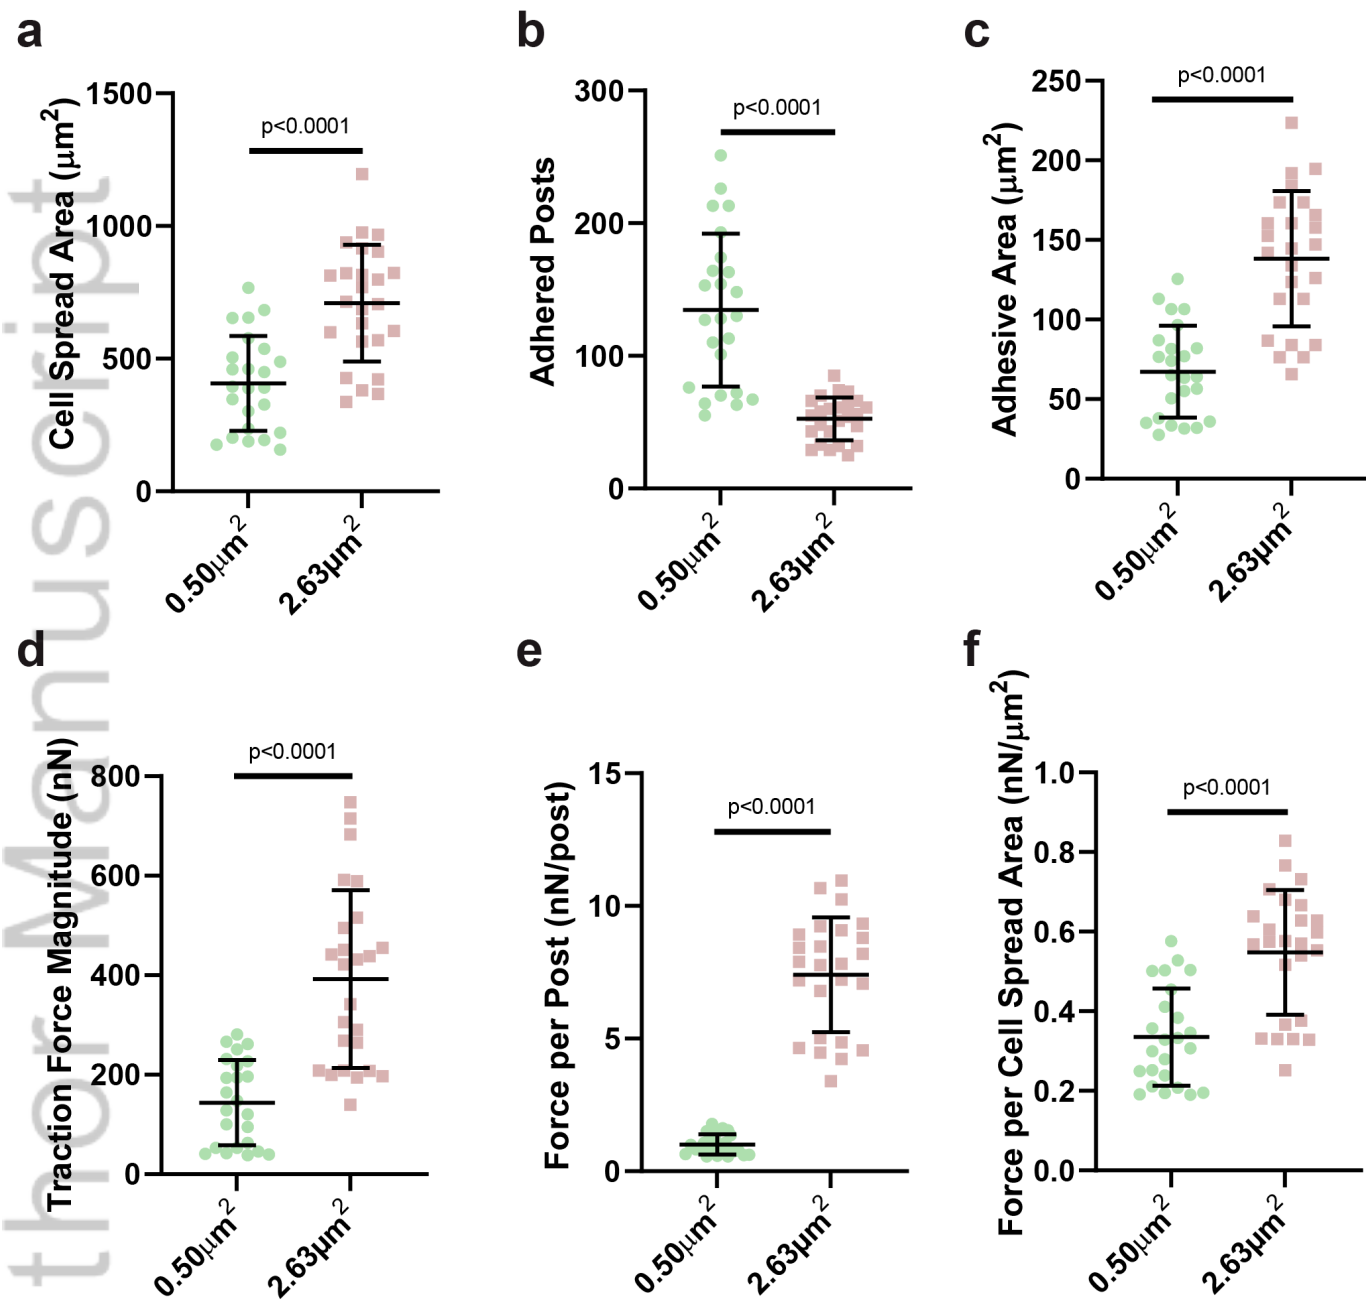 a
Cell Spread Area (μm²)
1500
1000
500
0
p<0.0001
0.50μm²
2.63μm²
b
Adhered Posts
300
200
100
0
p<0.0001
0.50μm²
2.63μm²
c
Adhesive Area (μm²)
250
200
150
100
50
0
p<0.0001
0.50μm²
2.63μm²
d
Traction Force Magnitude (nN)
800
600
400
200
0
p<0.0001
0.50μm²
2.63μm²
e
Force per Post (nN/post)
15
10
5
0
p<0.0001
0.50μm²
2.63μm²
f
Force per Cell Spread Area (nN/μm²)
1.0
0.8
0.6
0.4
0.2
0.0
p<0.0001
0.50μm²
2.63μm²
thor Manuscript